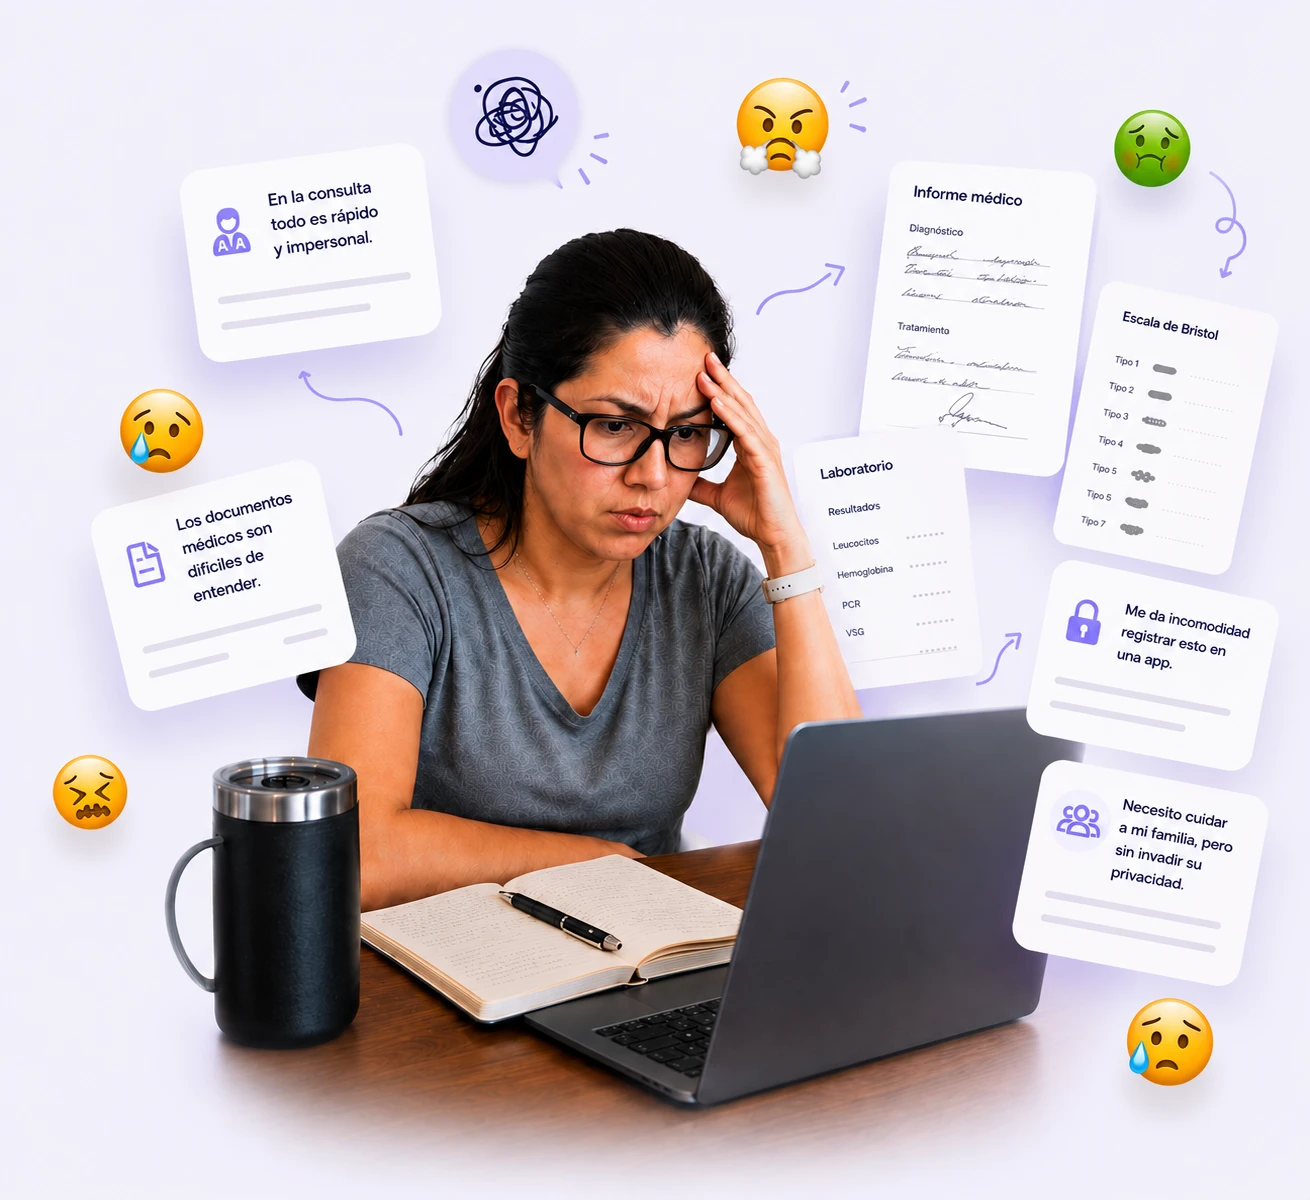 En la consulta
todo es rápido
y impersonal.
Los documentos
médicos son
dificiles de
entender.
Informe médico
Diagnóstico
Tratamiento
Escala de Bristol
Tipo 1
Tipo 2
Tipo 3
Tipo 4
Tipo 5
Tipo 5
Tipo 7
Laboratorio
Resultados
Leucocitos
Hemoglobina
PCR
VSG
Me da incomodidad
registrar esto en
una app.
Necesito cuidar
a mi familia, pero
sin invadir su
privacidad.